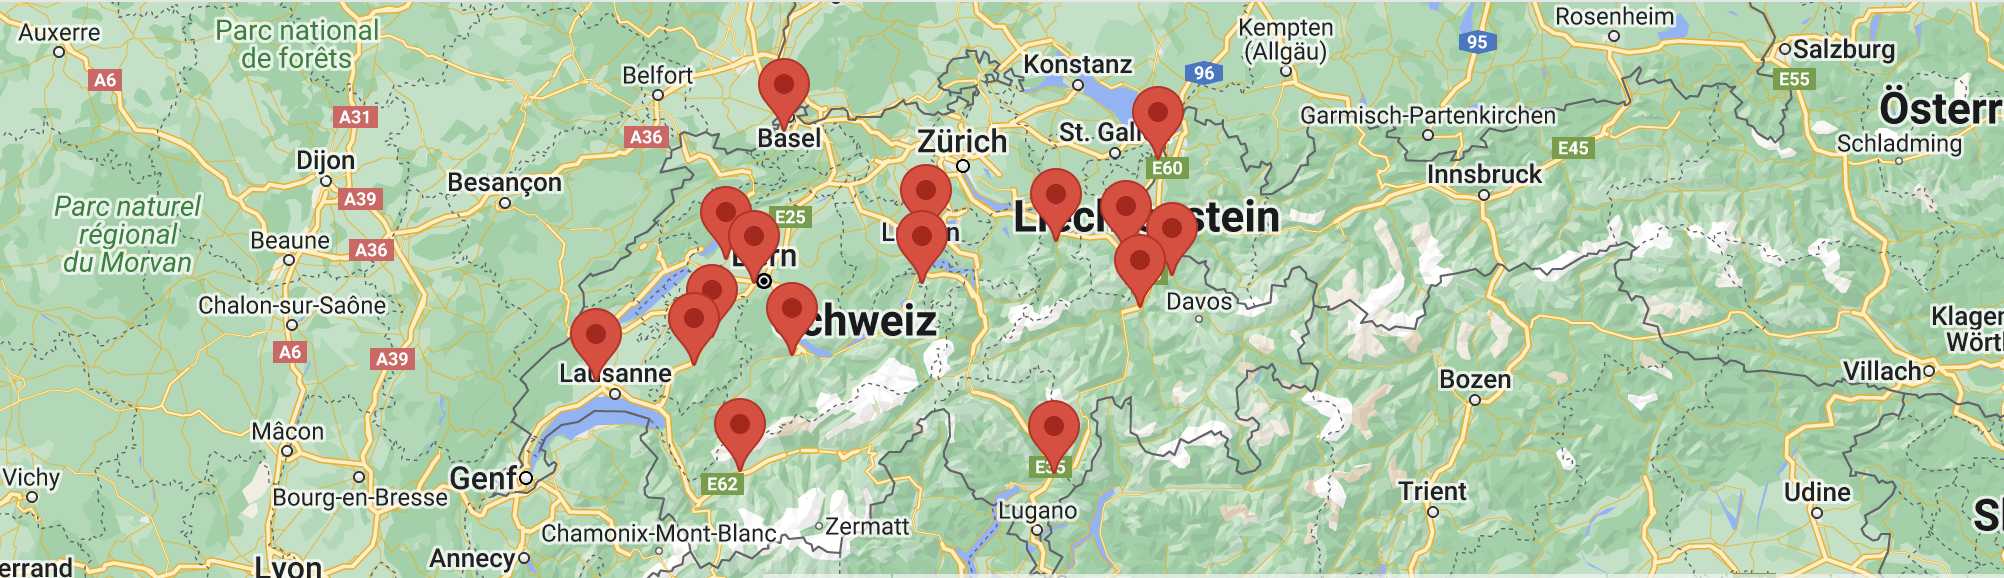 Auxerre
Parc national
de forêts
A6
A31
Belfort
A36
Basel
Konstanz
96
Kempten
(Allgäu)
95
Rosenheim
Salzburg
E55
Österr
Schladming
Garmisch-Partenkirchen
E45
Innsbruck
St. Gall
E60
Zürich
Dijon
A39
Besançon
Parc naturel
régional
du Morvan
Beaune
A36
E25
Chalon-sur-Saône
A6
A39
Schweiz
Davos
Liechtenstein
Lausanne
Klagen
Wört
Villach
Bozen
Mâcon
Vichy
Bourg-en-Bresse
Genf
E62
E35
Lugano
Zermatt
Chamonix-Mont-Blanc
Annecy
Lyon
errand
Trient
Udine
Bern